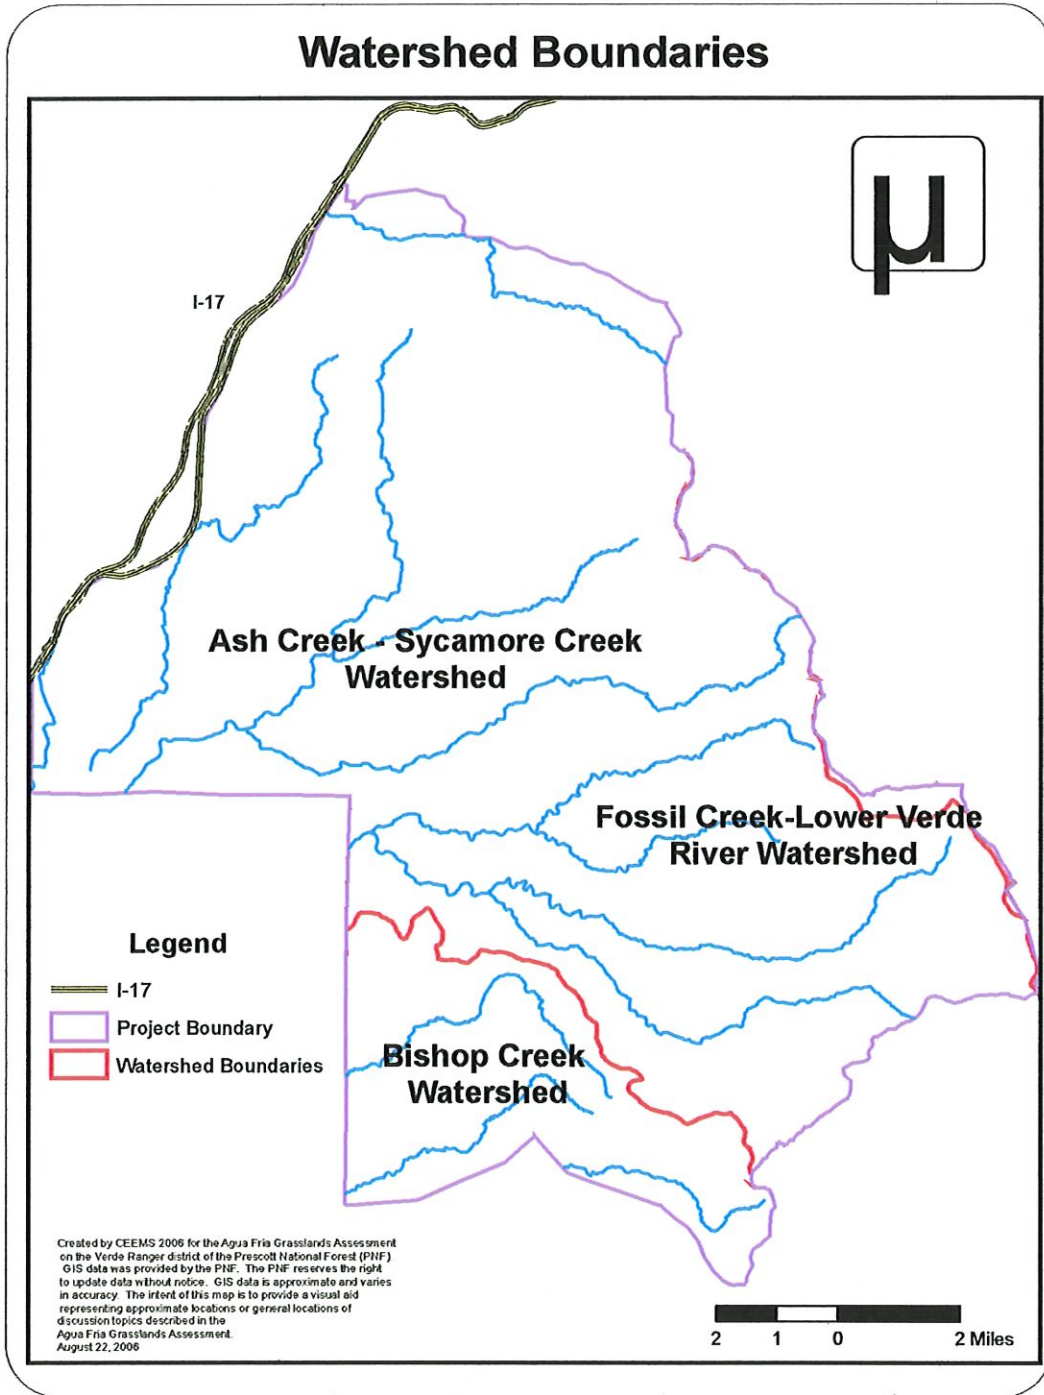 Watershed Boundaries
µ
I-17
Ash Creek - Sycamore Creek
Watershed
Fossil Creek-Lower Verde
River Watershed
Bishop Creek
Watershed
Legend
I-17
Project Boundary
Watershed Boundaries
Created by CEEMS 2006 for the Agua Fria Grasslands Assessment
on the Verde Ranger district of the Prescott National Forest (PNF)
GIS data was provided by the PNF. The PNF reserves the right
to update data without notice. GIS data is approximate and varies
in accuracy. The intent of this map is to provide a visual aid
representing approximate locations or general locations of
discussion topics described in the
Agua Fria Grasslands Assessment.
August 22, 2006
2 1 0 2 Miles